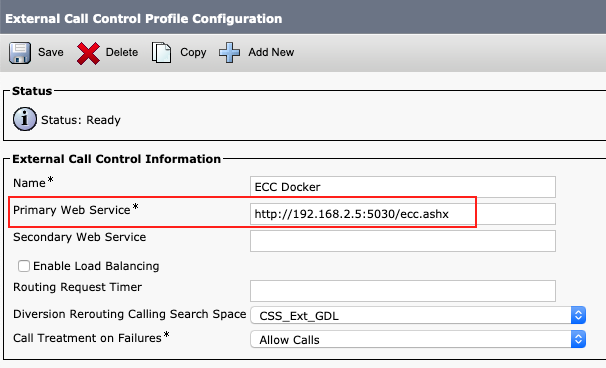 External Call Control Profile Configuration
Save Delete Copy Add New
Status
Status: Ready
External Call Control Information
Name* ECC Docker
Primary Web Service* http://192.168.2.5:5030/ecc.ashx
Secondary Web Service
Enable Load Balancing
Routing Request Timer
Diversion Rerouting Calling Search Space CSS_Ext_GDL
Call Treatment on Failures* Allow Calls